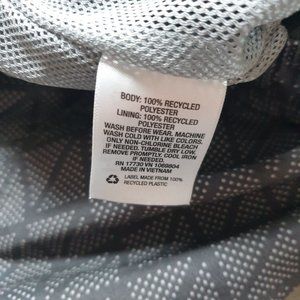 BODY: 100% RECYCLED
POLYESTER
LINING: 100% RECYCLED
POLYESTER
WASH BEFORE WEAR, MACHINE
WASH COLD WITH LIKE COLORS.
ONLY NON-CHLORINE BLEACH
IF NEEDED. TUMBLE DRY LOW.
REMOVE PROMPTLY. COOL IRON
IF NEEDED.
RN 17730 VN 1069804
MADE IN VIETNAM
LABEL MADE FROM 100%
RECYCLED PLASTIC